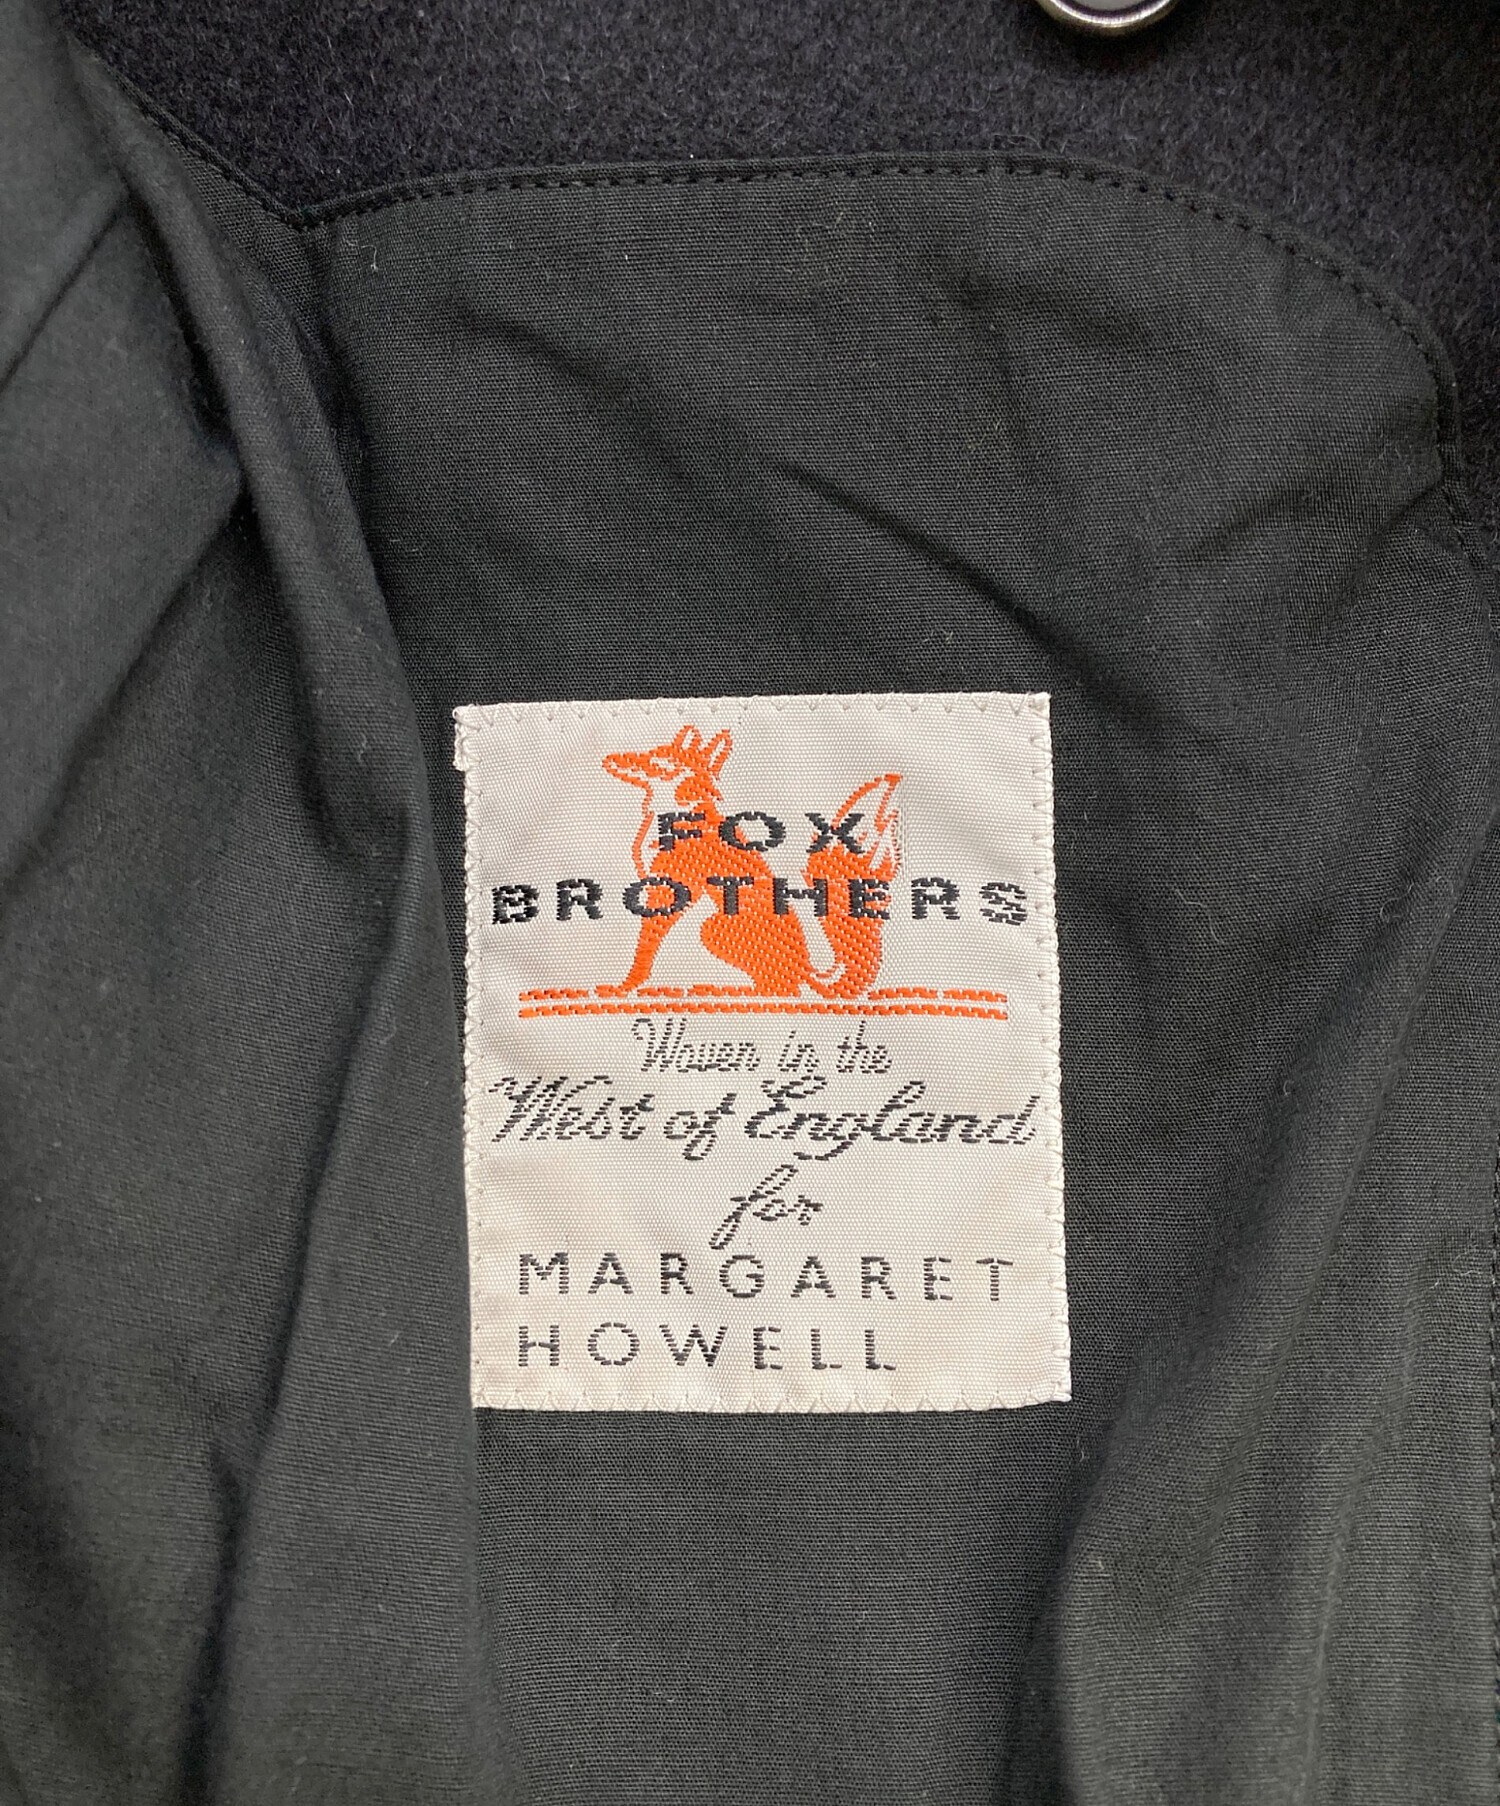 FOX
BROTHERS
Woven in the
West of England
for
MARGARET
HOWELL